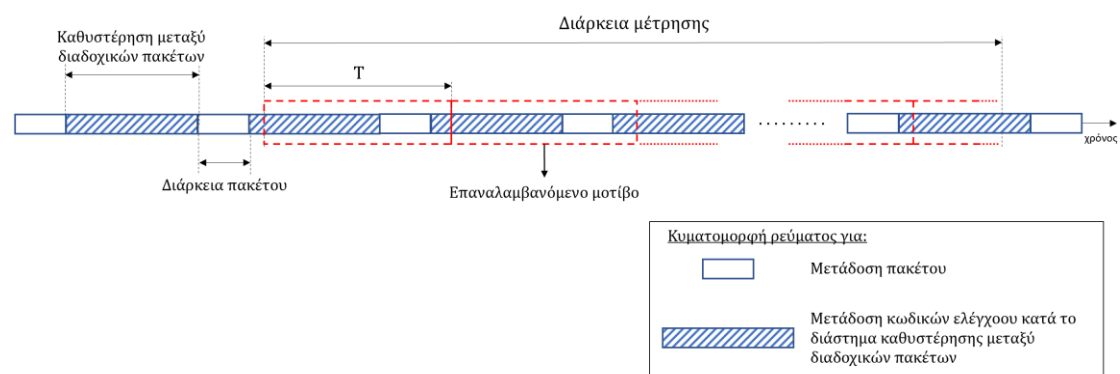 Διάρκεια μέτρησης
Καθυστέρηση μεταξύ
διαδοχικών πακέτων
T
χρόνος
Διάρκεια πακέτου
Επαναλαμβανόμενο μοτίβο
Κυματομορφή ρεύματος για:
Μετάδοση πακέτου
Μετάδοση κωδικών ελέγχοου κατά το
διάστημα καθυστέρησης μεταξύ
διαδοχικών πακέτων